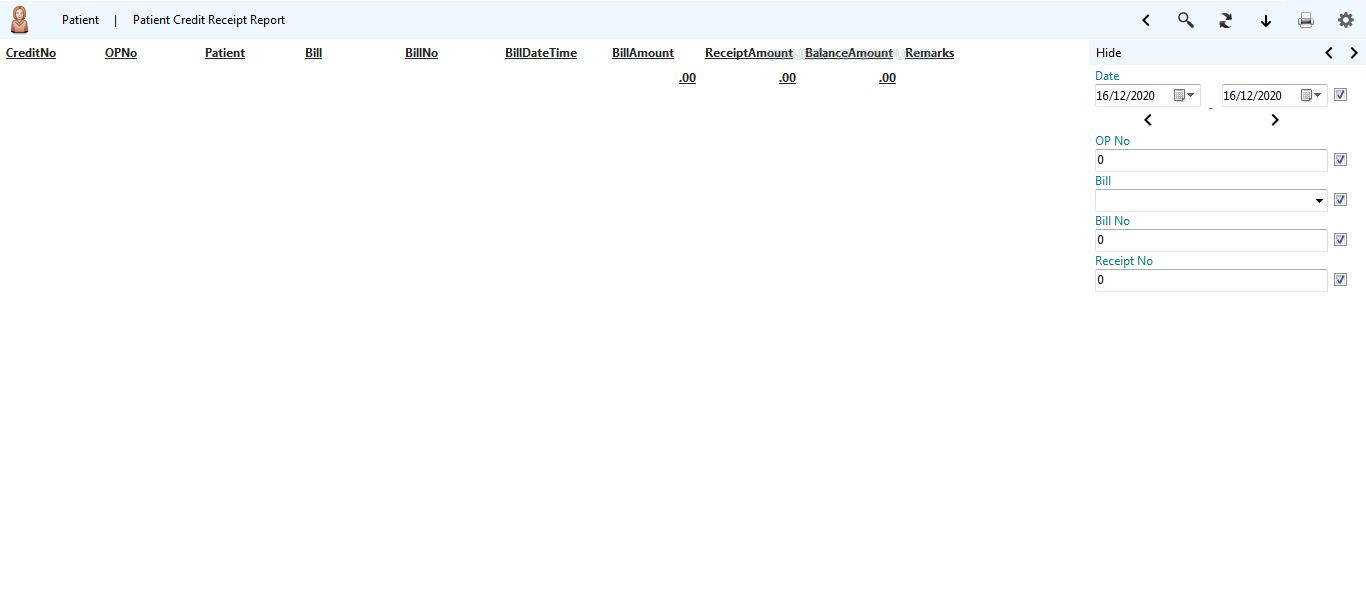 Patient | Patient Credit Receipt Report
CreditNo OPNo Patient Bill BillNo BillDateTime BillAmount ReceiptAmount BalanceAmount Remarks
.00 .00 .00
Hide
Date
16/12/2020 - 16/12/2020
OP No
0
Bill
Bill No
0
Receipt No
0